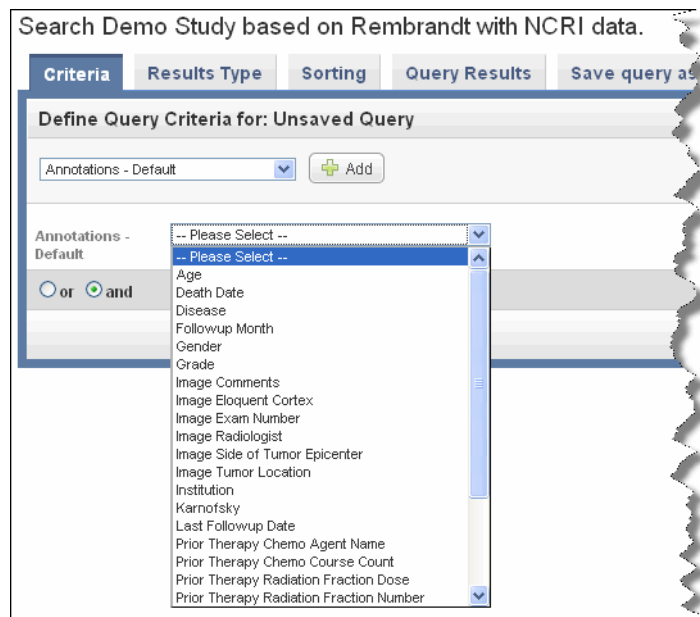 Search Demo Study based on Rembrandt with NCRI data.
Criteria Results Type Sorting Query Results Save query as
Define Query Criteria for: Unsaved Query
Annotations - Default Add
Annotations - Default
-- Please Select --
-- Please Select --
Age
Death Date
Disease
Followup Month
Gender
Grade
Image Comments
Image Eloquent Cortex
Image Exam Number
Image Radiologist
Image Side of Tumor Epicenter
Image Tumor Location
Institution
Karnofsky
Last Followup Date
Prior Therapy Chemo Agent Name
Prior Therapy Chemo Course Count
Prior Therapy Radiation Fraction Dose
Prior Therapy Radiation Fraction Number
or and